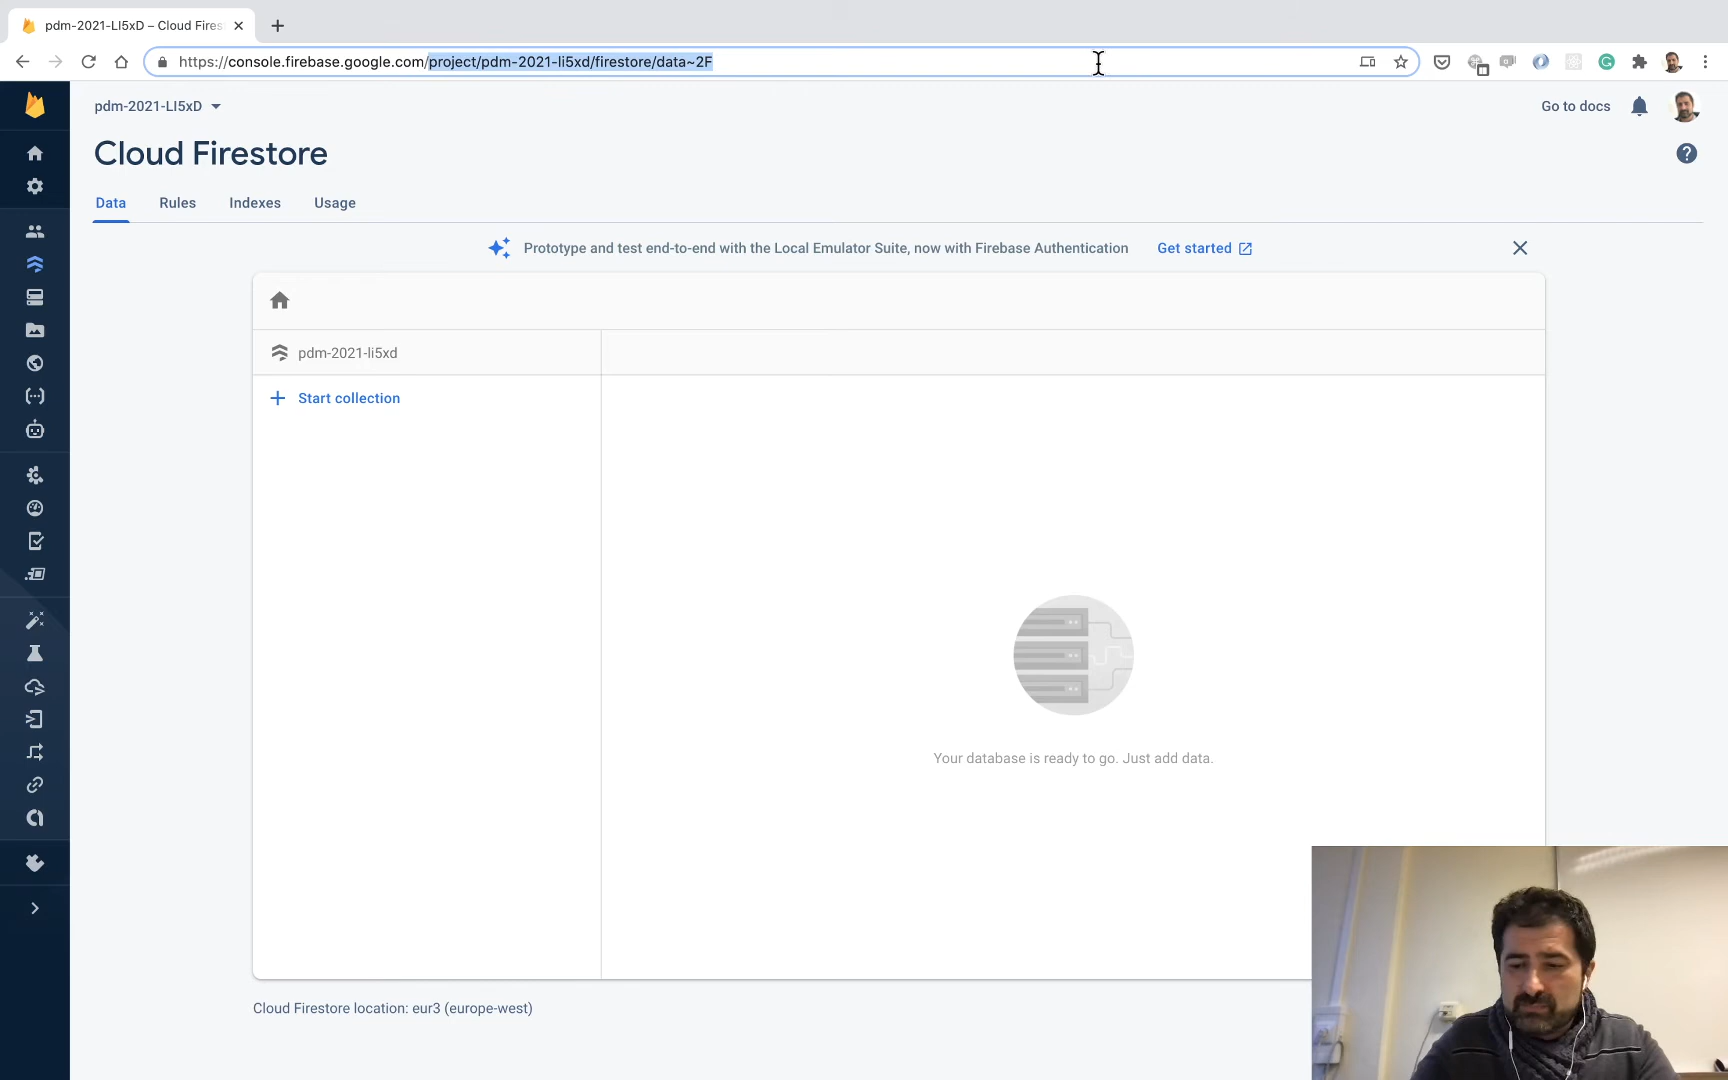 pdm-2021-LI5xD – Cloud Fires
https://console.firebase.google.com/project/pdm-2021-li5xd/firestore/data~2F
pdm-2021-LI5xD
Go to docs
Cloud Firestore
Data Rules Indexes Usage
Prototype and test end-to-end with the Local Emulator Suite, now with Firebase Authentication Get started
pdm-2021-li5xd
Start collection
Your database is ready to go. Just add data.
Cloud Firestore location: eur3 (europe-west)